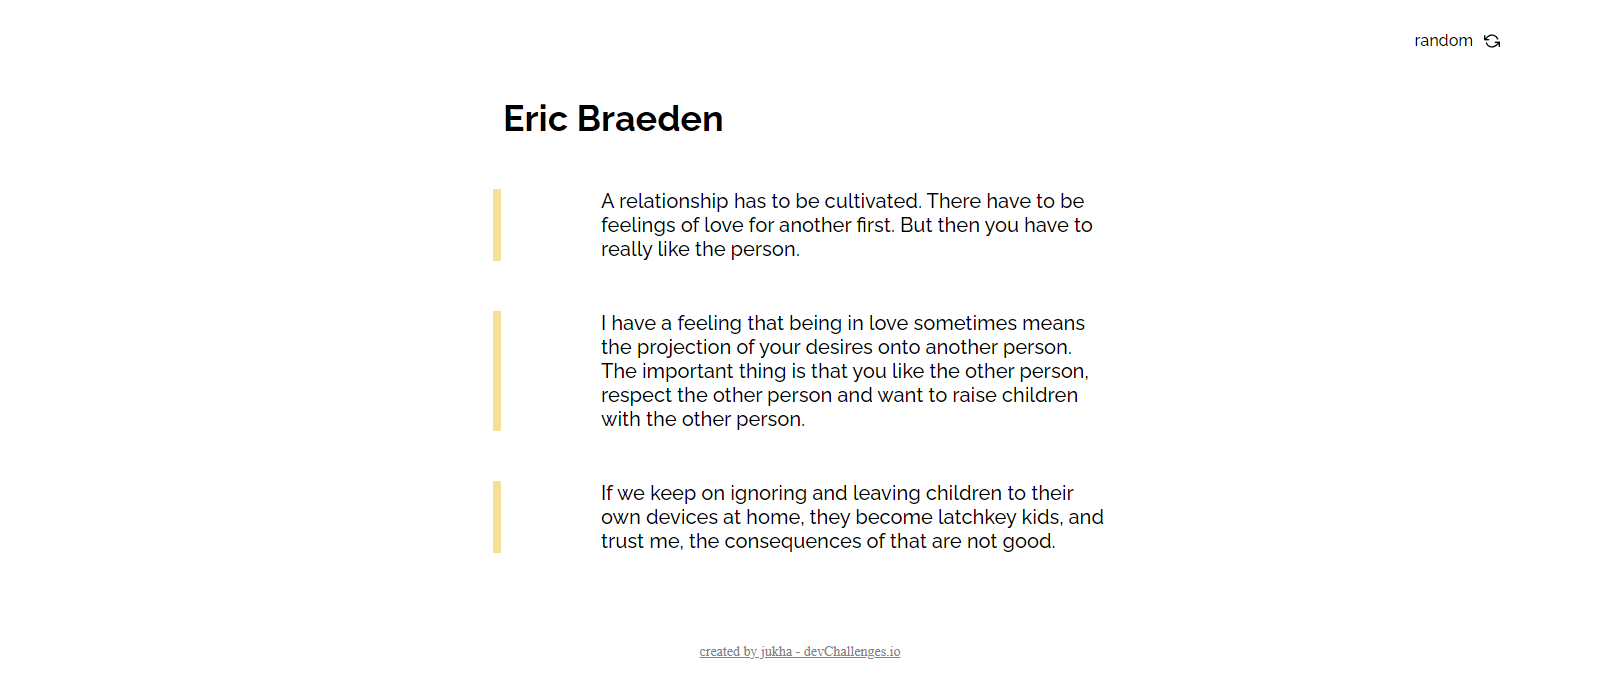 random
Eric Braeden
A relationship has to be cultivated. There have to be
feelings of love for another first. But then you have to
really like the person.
I have a feeling that being in love sometimes means
the projection of your desires onto another person.
The important thing is that you like the other person,
respect the other person and want to raise children
with the other person.
If we keep on ignoring and leaving children to their
own devices at home, they become latchkey kids, and
trust me, the consequences of that are not good.
created by jukha - devChallenges.io